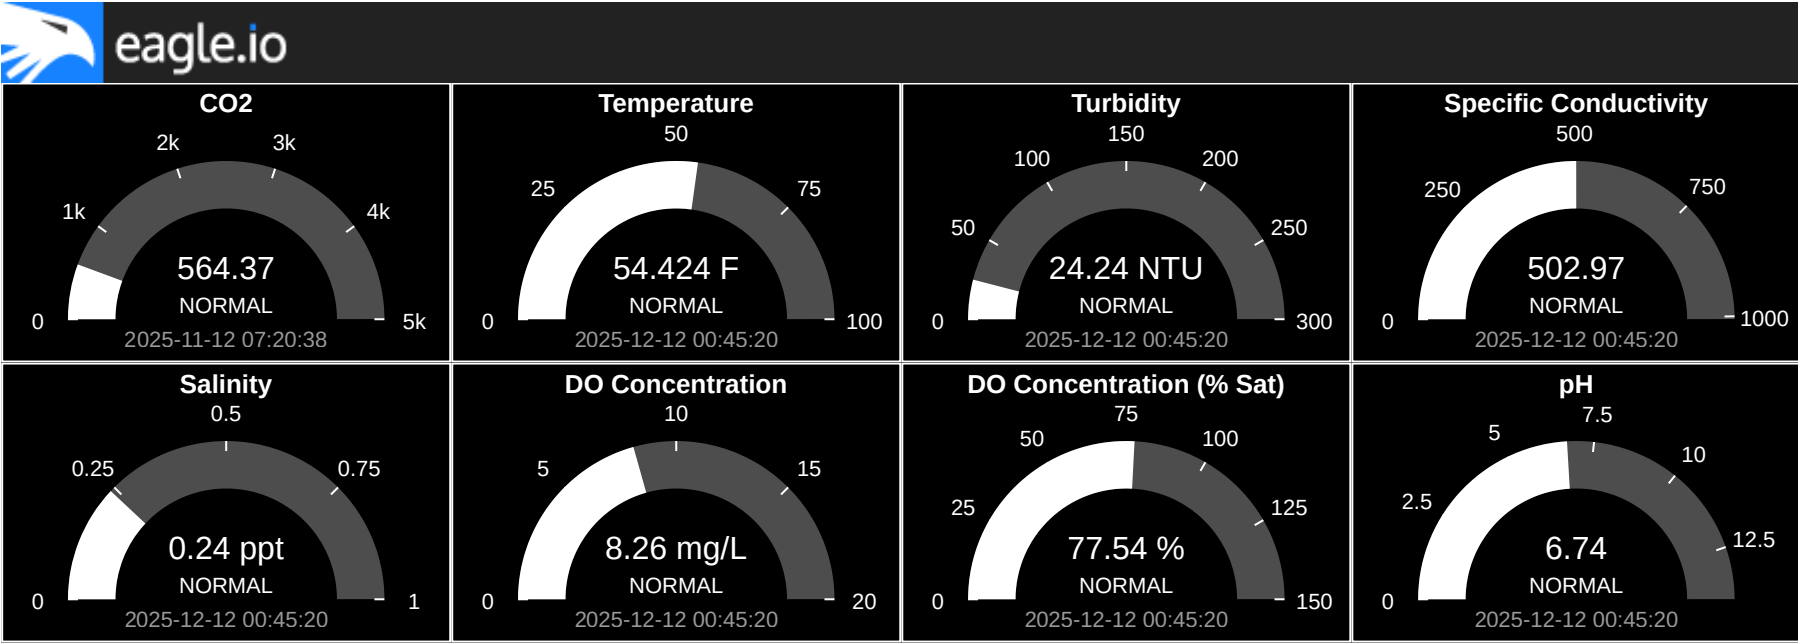 eagle.io
CO2
0
1k
2k
3k
4k
5k
564.37
NORMAL
2025-11-12 07:20:38
Temperature
0
25
50
75
100
54.424 F
NORMAL
2025-12-12 00:45:20
Turbidity
0
50
100
150
200
250
300
24.24 NTU
NORMAL
2025-12-12 00:45:20
Specific Conductivity
0
250
500
750
1000
502.97
NORMAL
2025-12-12 00:45:20
Salinity
0
0.25
0.5
0.75
1
0.24 ppt
NORMAL
2025-12-12 00:45:20
DO Concentration
0
5
10
15
20
8.26 mg/L
NORMAL
2025-12-12 00:45:20
DO Concentration (% Sat)
0
25
50
75
100
125
150
77.54 %
NORMAL
2025-12-12 00:45:20
pH
0
2.5
5
7.5
10
12.5
6.74
NORMAL
2025-12-12 00:45:20